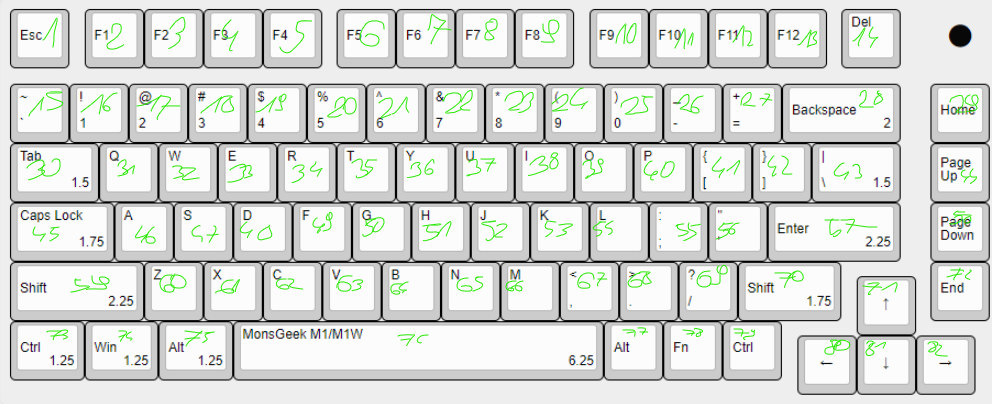 Esc 1 F1 2 F2 3 F3 4 F4 5 F5 6 F6 7 F7 8 F8 9 F9 10 F10 11 F11 12 F12 13 Del 14
~ ` 15 ! 1 16 @ 2 17 # 3 18 $ 4 19 % 5 20 ^ 6 21 & 7 22 * 8 23 ( 9 24 ) 0 25 - 26 + = 27 Backspace 28 2 Home
Tab 30 1.5 Q 31 W 32 E 33 R 34 T 35 Y 36 U 37 I 38 O 39 P 40 { [ 41 } ] 42 | \ 43 1.5 Page Up
Caps Lock 45 1.75 A 46 S 47 D F 49 G 50 H 51 J 52 K 53 L : ; 55 " 56 Enter 57 2.25 Page Down
Shift 59 2.25 Z 60 X 61 C 62 V 63 B N 65 M 66 < , 67 > . 68 ? / 69 Shift 70 1.75 71 ↑ End 72
Ctrl 73 1.25 Win 74 1.25 Alt 75 1.25 MonsGeek M1/M1W 76 6.25 Alt 77 Fn 78 Ctrl 79 80 ← 81 ↓ 82 →